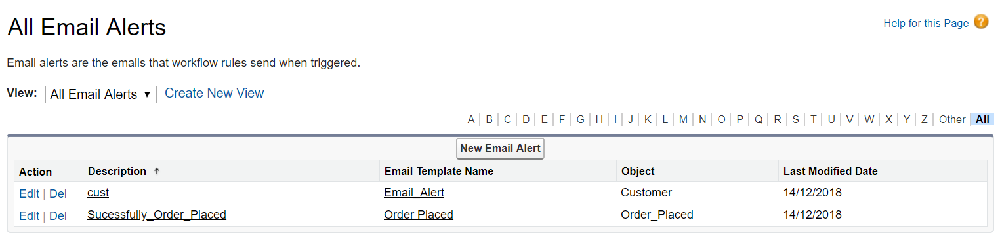 All Email Alerts
Help for this Page ?
Email alerts are the emails that workflow rules send when triggered.
View: All Email Alerts ▼ Create New View
A | B | C | D | E | F | G | H | I | J | K | L | M | N | O | P | Q | R | S | T | U | V | W | X | Y | Z | Other | All
New Email Alert
Action Description ↑ Email Template Name Object Last Modified Date
Edit | Del cust Email_Alert Customer 14/12/2018
Edit | Del Sucessfully_Order_Placed Order Placed Order_Placed 14/12/2018